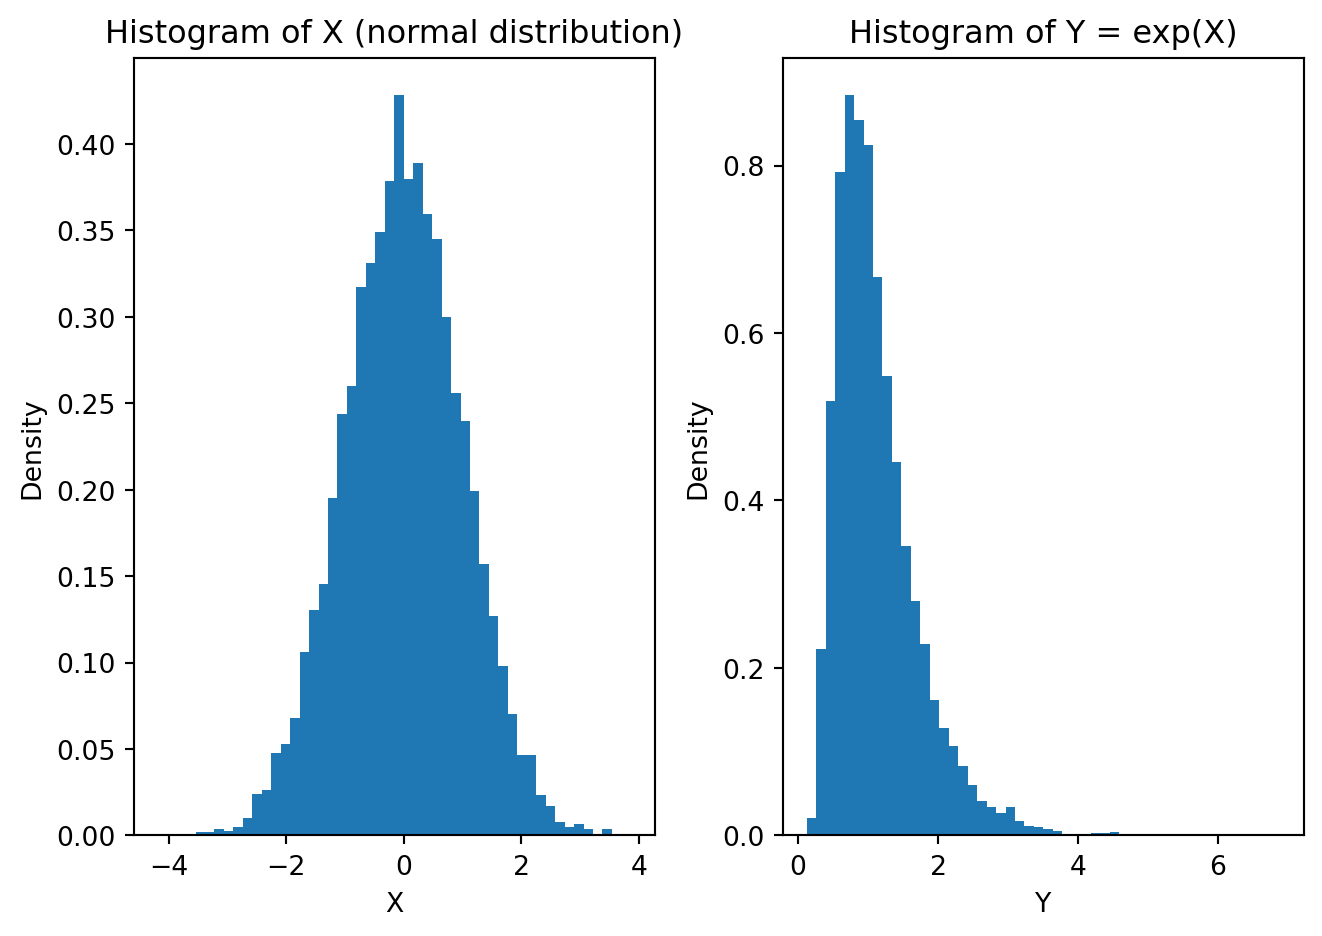 Histogram of X (normal distribution)
Density
0.40
0.35
0.30
0.25
0.20
0.15
0.10
0.05
0.00
−4 −2 0 2 4
X
Histogram of Y = exp(X)
Density
0.8
0.6
0.4
0.2
0.0
0 2 4 6
Y